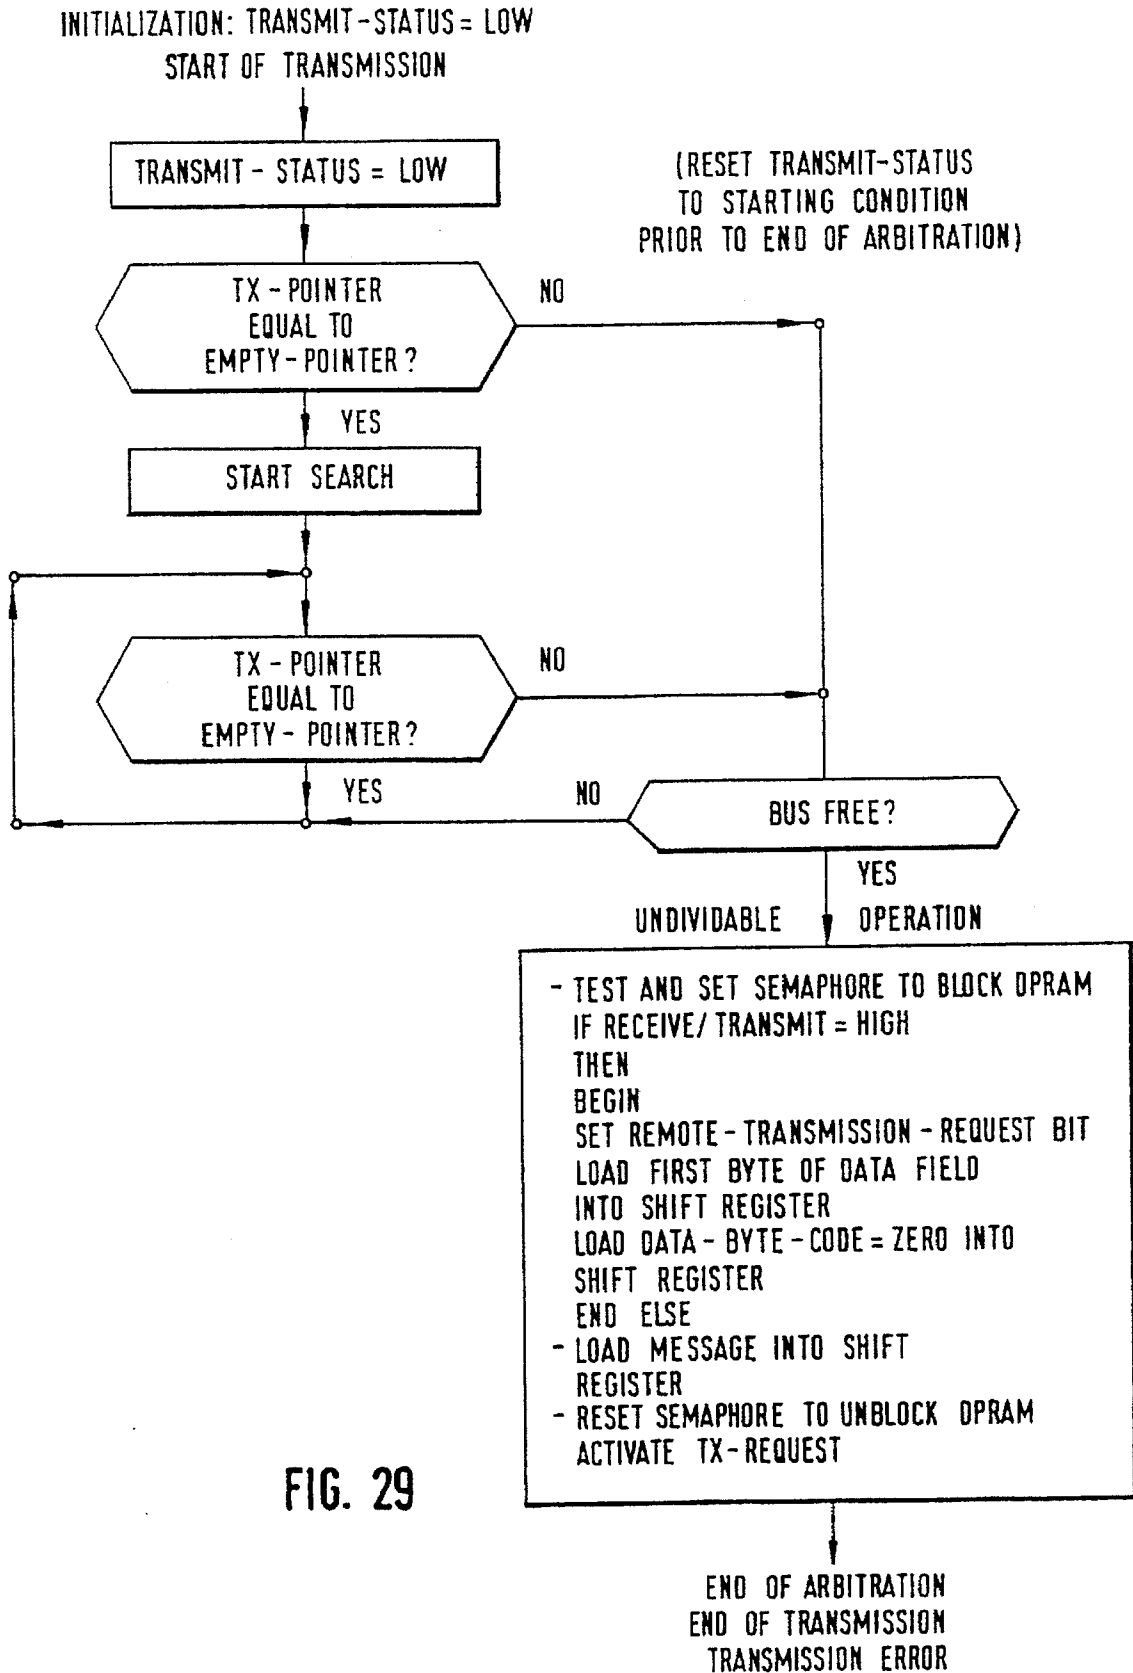 INITIALIZATION: TRANSMIT-STATUS = LOW
START OF TRANSMISSION
TRANSMIT - STATUS = LOW
(RESET TRANSMIT-STATUS
TO STARTING CONDITION
PRIOR TO END OF ARBITRATION)
TX - POINTER
EQUAL TO
EMPTY - POINTER?
NO
YES
START SEARCH
TX - POINTER
EQUAL TO
EMPTY - POINTER?
NO
YES
NO
BUS FREE?
YES
UNDIVIDABLE OPERATION
- TEST AND SET SEMAPHORE TO BLOCK DPRAM
IF RECEIVE/ TRANSMIT = HIGH
THEN
BEGIN
SET REMOTE - TRANSMISSION - REQUEST BIT
LOAD FIRST BYTE OF DATA FIELD
INTO SHIFT REGISTER
LOAD DATA - BYTE - CODE = ZERO INTO
SHIFT REGISTER
END ELSE
- LOAD MESSAGE INTO SHIFT
REGISTER
- RESET SEMAPHORE TO UNBLOCK DPRAM
ACTIVATE TX - REQUEST
FIG. 29
END OF ARBITRATION
END OF TRANSMISSION
TRANSMISSION ERROR